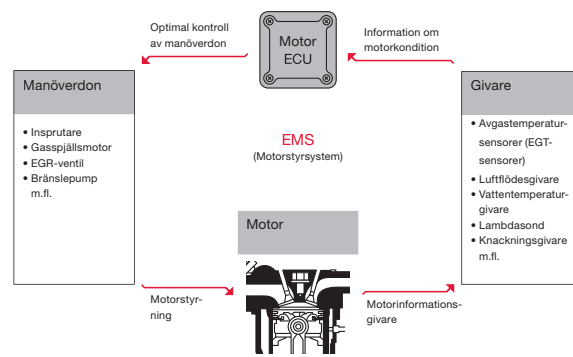 Optimal kontroll
av manöverdon
Motor
ECU
Information om
motorkondition
Manöverdon
• Insprutare
• Gasspjällsmotor
• EGR-ventil
• Bränslepump
m.fl.
EMS
(Motorstyrsystem)
Givare
• Avgastemperatur-
sensorer (EGT-
sensorer)
• Luftflödesgivare
• Vattentemperatur-
givare
• Lambdasond
• Knackningsgivare
m.fl.
Motor
Motorstyr-
ning
Motorinformations-
givare